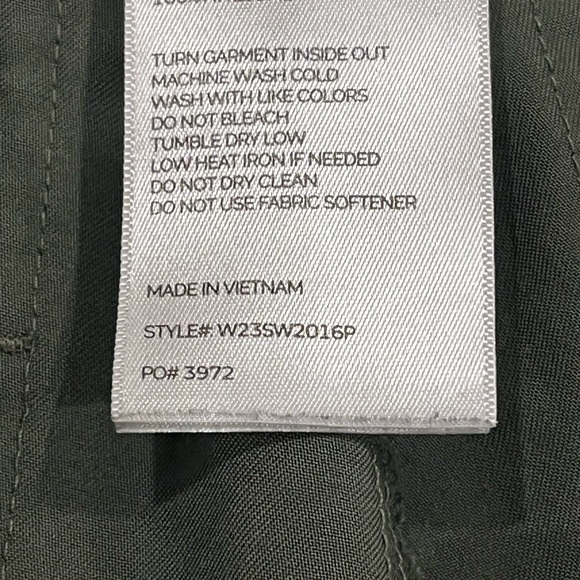 TURN GARMENT INSIDE OUT
MACHINE WASH COLD
WASH WITH LIKE COLORS
DO NOT BLEACH
TUMBLE DRY LOW
LOW HEAT IRON IF NEEDED
DO NOT DRY CLEAN
DO NOT USE FABRIC SOFTENER
MADE IN VIETNAM
STYLE#: W23SW2016P
PO# 3972